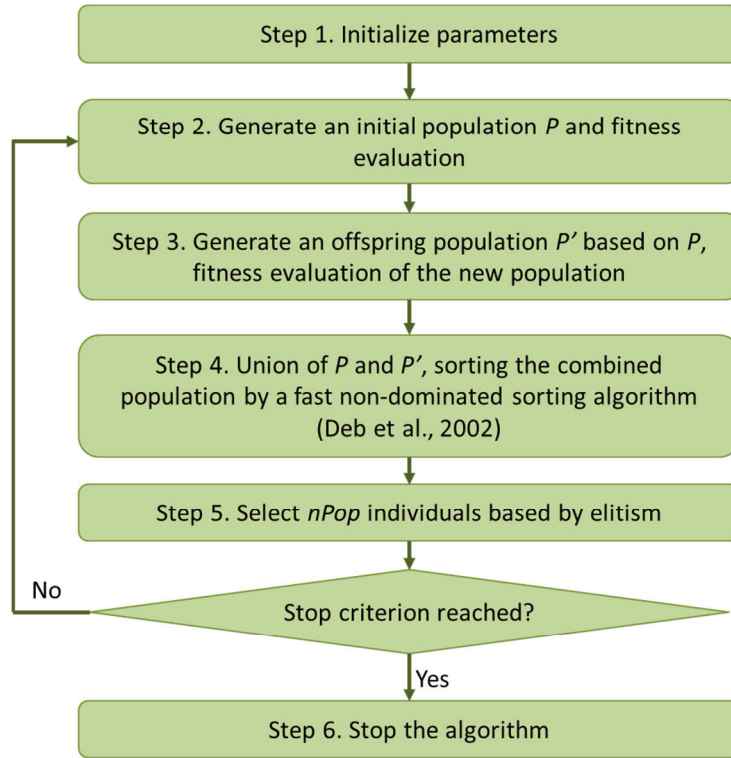 Step 1. Initialize parameters
Step 2. Generate an initial population P and fitness
evaluation
Step 3. Generate an offspring population P’ based on P,
fitness evaluation of the new population
Step 4. Union of P and P’, sorting the combined
population by a fast non-dominated sorting algorithm
(Deb et al., 2002)
Step 5. Select nPop individuals based by elitism
No
Stop criterion reached?
Yes
Step 6. Stop the algorithm